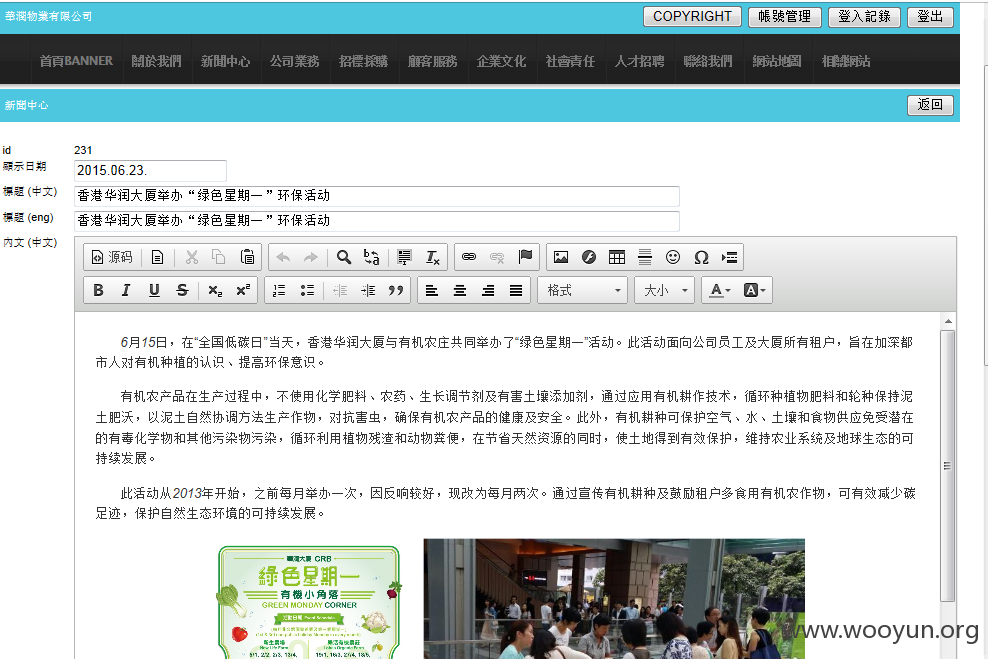 華潤物業有限公司
COPYRIGHT 帳號管理 登入記錄 登出
首頁BANNER 關於我們 新聞中心 公司業務 招標採購 顧客服務 企業文化 社會責任 人才招聘 聯絡我們 網站地圖 相關網站
新聞中心 返回
id 231
顯示日期 2015.06.23.
標題 (中文) 香港华润大厦举办“绿色星期一”环保活动
標題 (eng) 香港华润大厦举办“绿色星期一”环保活动
內文 (中文)
源码
B I U S x₂ x²
格式 大小 A A
6月15日，在“全国低碳日”当天，香港华润大厦与有机农庄共同举办了“绿色星期一”活动。此活动面向公司员工及大厦所有租户，旨在加深都
市人对有机种植的认识、提高环保意识。
有机农产品在生产过程中，不使用化学肥料、农药、生长调节剂及有害土壤添加剂，通过应用有机耕作技术，循环种植物肥料和轮种保持泥
土肥沃，以泥土自然协调方法生产作物，对抗害虫，确保有机农产品的健康及安全。此外，有机耕种可保护空气、水、土壤和食物供应免受潜在
的有毒化学物和其他污染物污染，循环利用植物残渣和动物粪便，在节省天然资源的同时，使土地得到有效保护，维持农业系统及地球生态的可
持续发展。
此活动从2013年开始，之前每月举办一次，因反响较好，现改为每月两次。通过宣传有机耕种及鼓励租户多食用有机农作物，可有效减少碳
足迹，保护自然生态环境的可持续发展。
華潤大廈 CRB
綠色星期一
有機小角落
GREEN MONDAY CORNER
活動日期 Event Schedule
新生農場
New Life Farm
www.wooyun.org